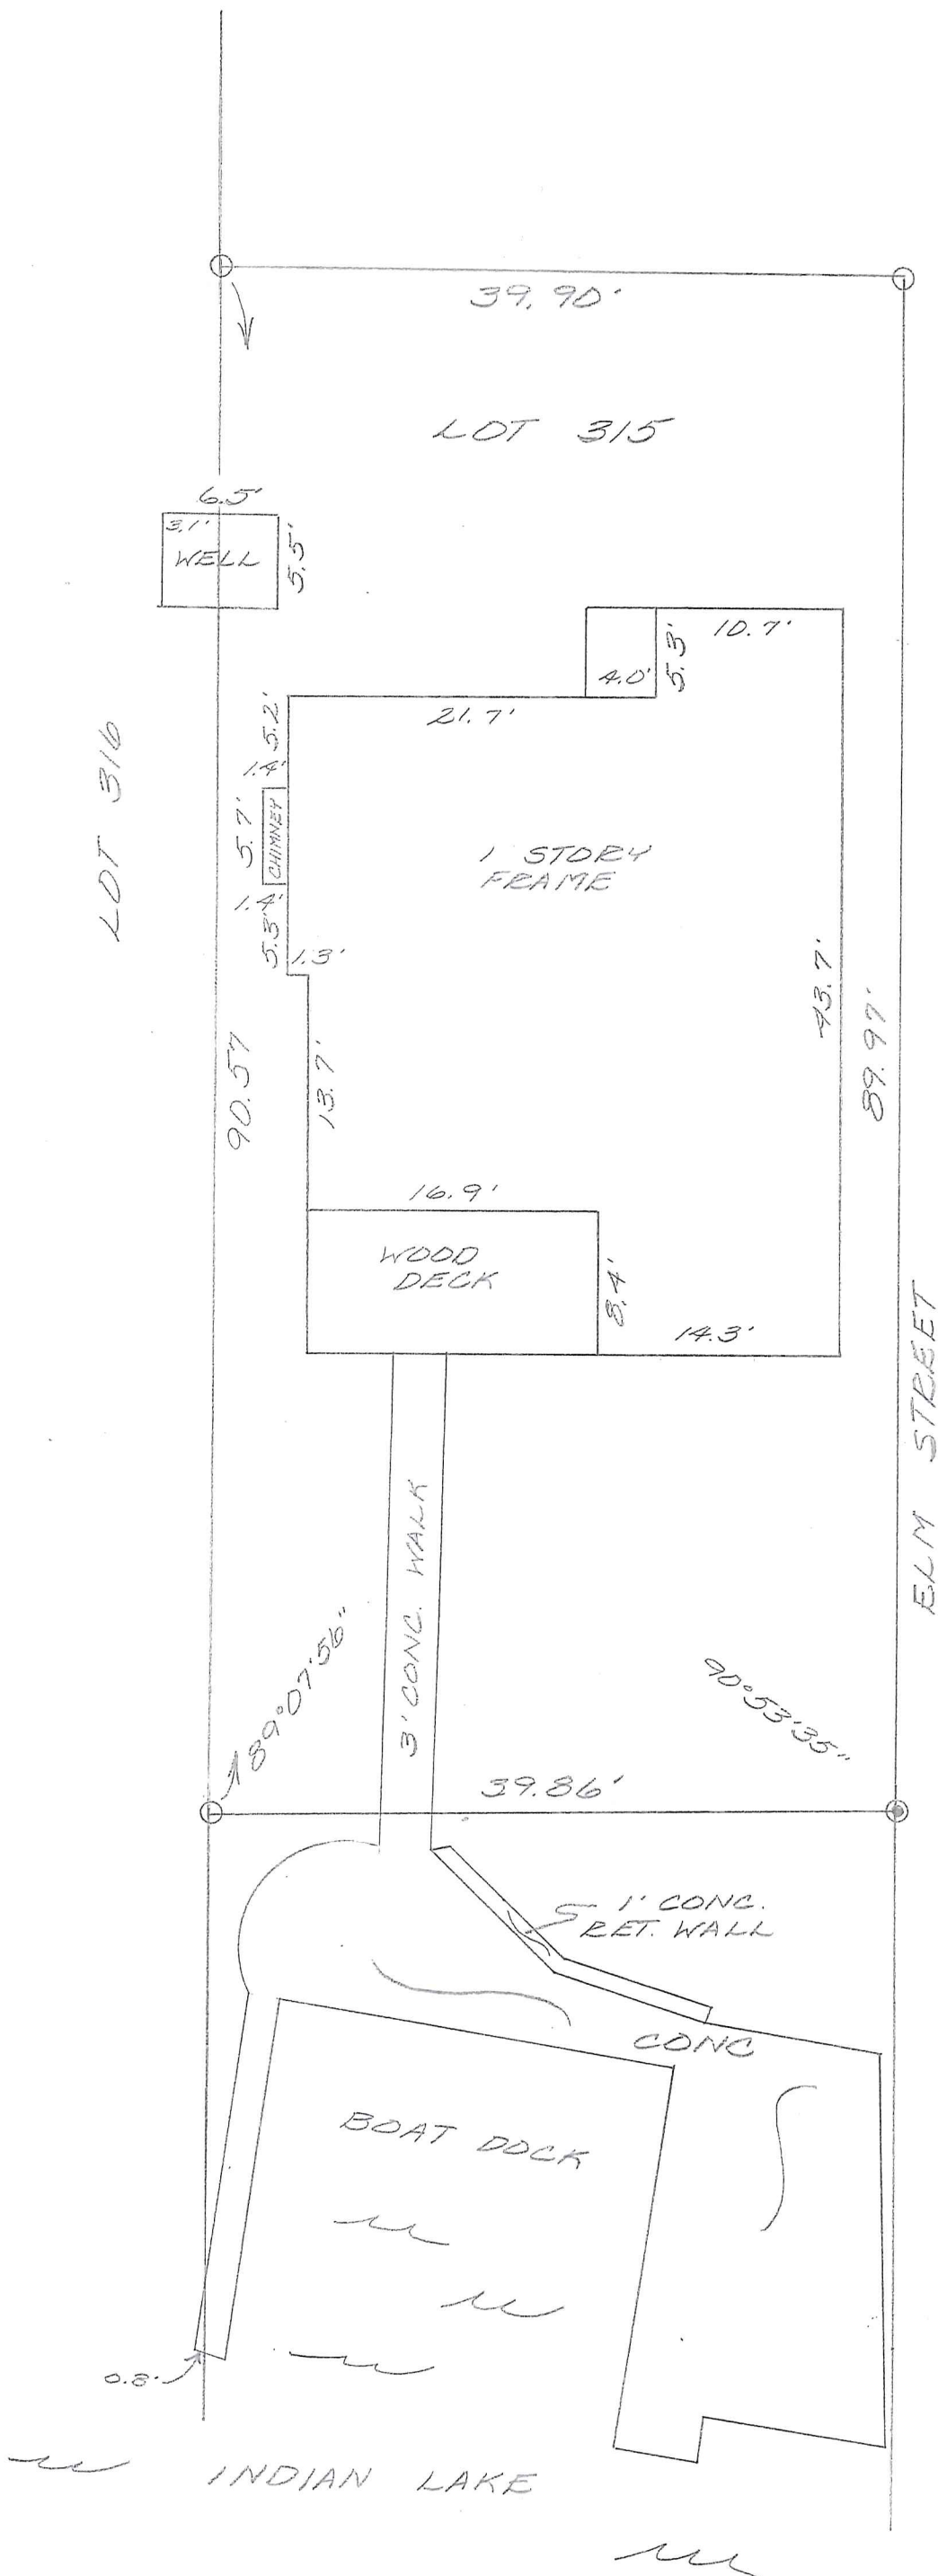 39.90'
LOT 315
6.5'
3.1'
WELL
5.5'
10.7'
5.3'
4.0'
21.7'
5.2'
1.4'
5.7'
CHIMNEY
1.4'
5.3'
1.3'
LOT 316
1 STORY
FRAME
43.7'
89.97'
90.57
13.7'
16.9'
WOOD
DECK
8.4'
14.3'
ELM STREET
3' CONC. WALK
89°07'56"
90°53'35"
39.86'
1' CONC.
RET. WALL
CONC
BOAT DOCK
0.8'
INDIAN LAKE